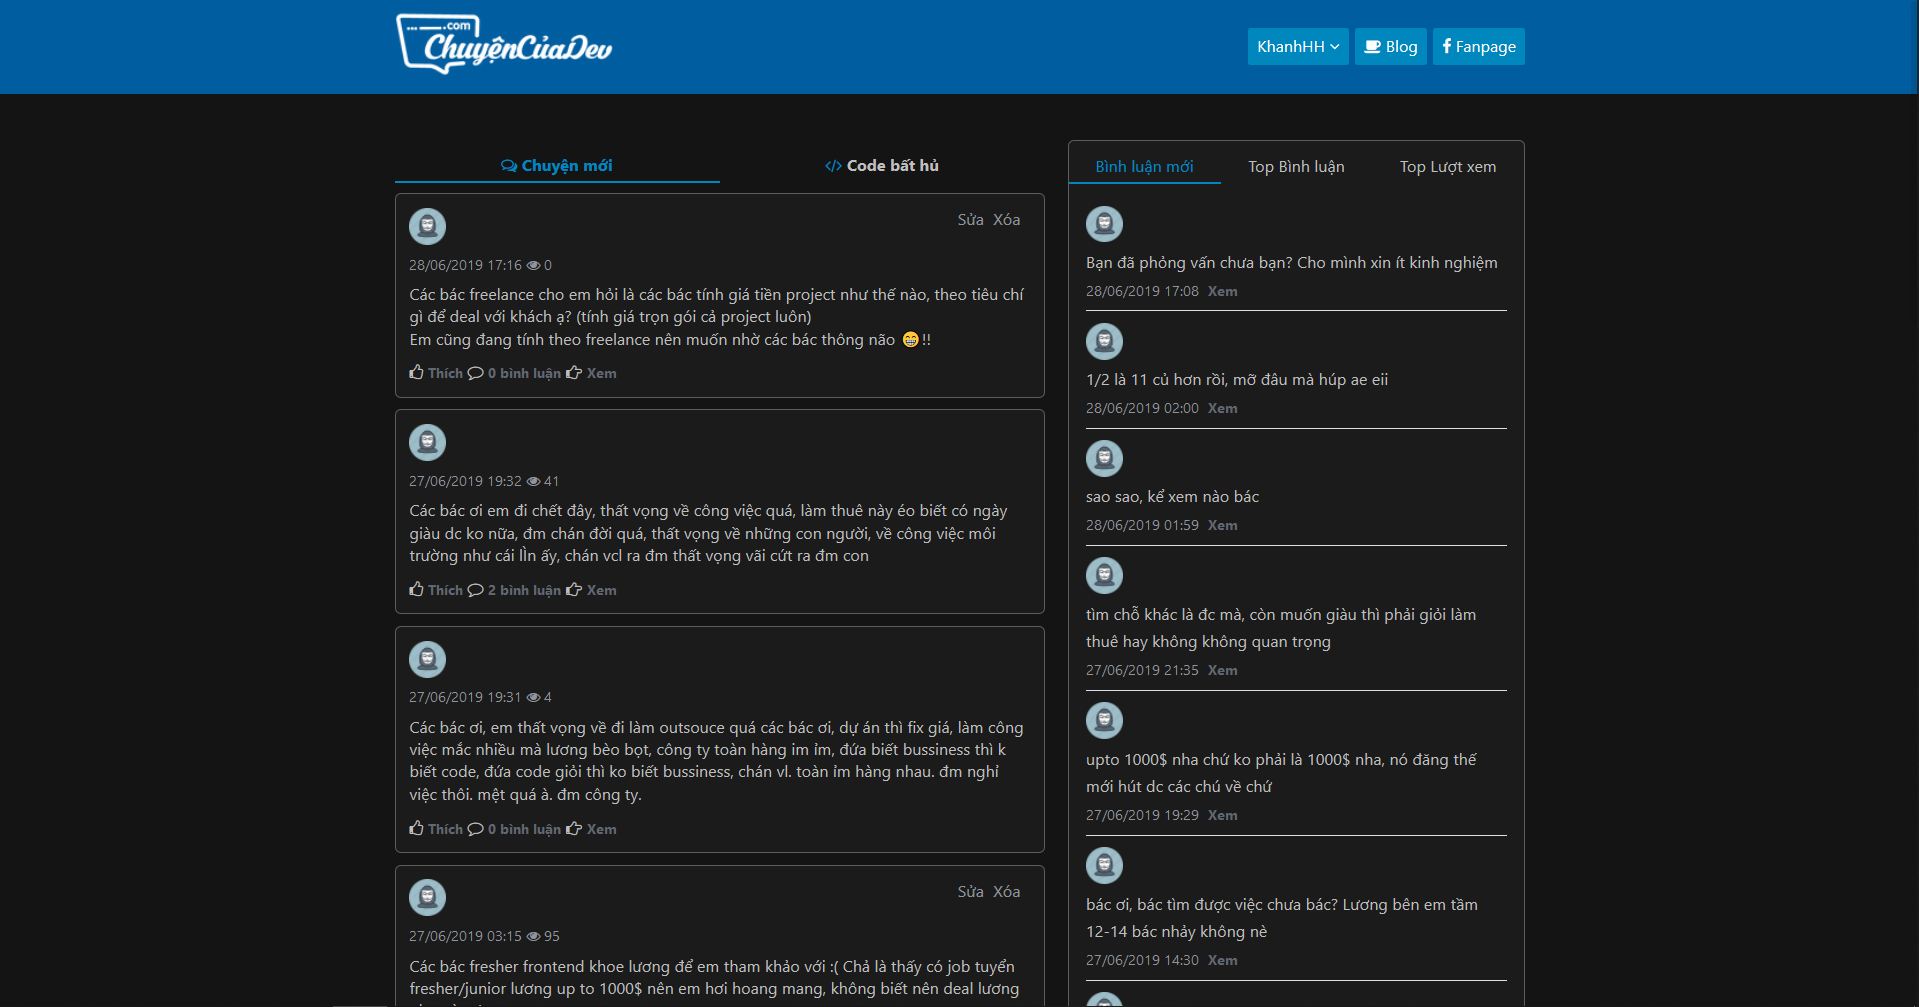 ... — — .com
ChuyệnCủaDev
KhanhHH
Blog
Fanpage
Chuyện mới
Code bất hủ
Sửa Xóa
28/06/2019 17:16 0
Các bác freelance cho em hỏi là các bác tính giá tiền project như thế nào, theo tiêu chí
gì để deal với khách ạ? (tính giá trọn gói cả project luôn)
Em cũng đang tính theo freelance nên muốn nhờ các bác thông não 😁!!
Thích 0 bình luận Xem
27/06/2019 19:32 41
Các bác ơi em đi chết đây, thất vọng về công việc quá, làm thuê này éo biết có ngày
giàu dc ko nữa, đm chán đời quá, thất vọng về những con người, về công việc môi
trường như cái lÌn ấy, chán vcl ra đm thất vọng vãi cứt ra đm con
Thích 2 bình luận Xem
27/06/2019 19:31 4
Các bác ơi, em thất vọng về đi làm outsouce quá các bác ơi, dự án thì fix giá, làm công
việc mắc nhiều mà lương bèo bọt, công ty toàn hàng im ỉm, đứa biết bussiness thì k
biết code, đứa code giỏi thì ko biết bussiness, chán vl. toàn ỉm hàng nhau. đm nghỉ
việc thôi. mệt quá à. đm công ty.
Thích 0 bình luận Xem
Sửa Xóa
27/06/2019 03:15 95
Các bác fresher frontend khoe lương để em tham khảo với :( Chả là thấy có job tuyển
fresher/junior lương up to 1000$ nên em hơi hoang mang, không biết nên deal lương
Bình luận mới
Top Bình luận
Top Lượt xem
Bạn đã phỏng vấn chưa bạn? Cho mình xin ít kinh nghiệm
28/06/2019 17:08 Xem
1/2 là 11 củ hơn rồi, mỡ đâu mà húp ae eii
28/06/2019 02:00 Xem
sao sao, kể xem nào bác
28/06/2019 01:59 Xem
tìm chỗ khác là đc mà, còn muốn giàu thì phải giỏi làm
thuê hay không không quan trọng
27/06/2019 21:35 Xem
upto 1000$ nha chứ ko phải là 1000$ nha, nó đăng thế
mới hút dc các chú về chứ
27/06/2019 19:29 Xem
bác ơi, bác tìm được việc chưa bác? Lương bên em tầm
12-14 bác nhảy không nè
27/06/2019 14:30 Xem